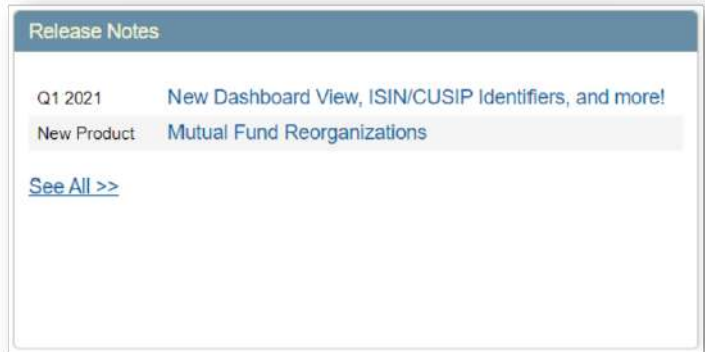 Release Notes
Q1 2021 New Dashboard View, ISIN/CUSIP Identifiers, and more!
New Product Mutual Fund Reorganizations
See All >>